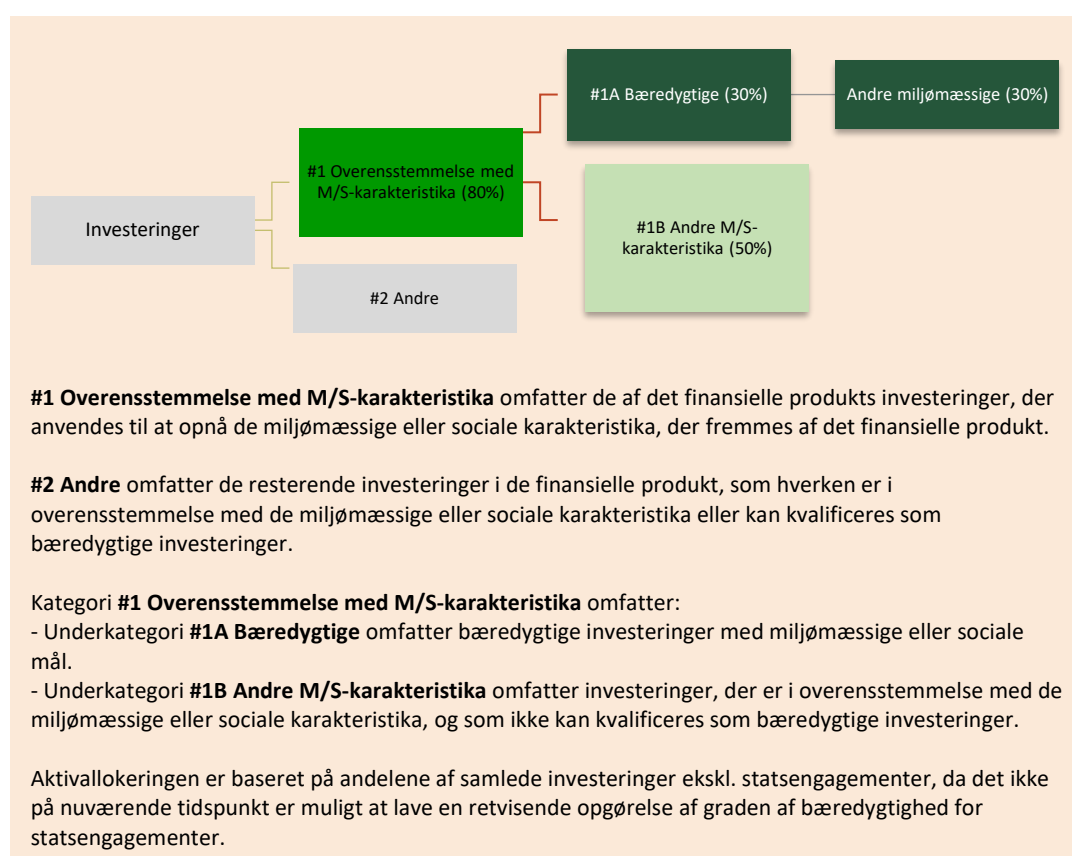 #1A Bæredygtige (30%)
Andre miljømæssige (30%)
#1 Overensstemmelse med
M/S-karakteristika (80%)
Investeringer
#1B Andre M/S-
karakteristika (50%)
#2 Andre
#1 Overensstemmelse med M/S-karakteristika omfatter de af det finansielle produkts investeringer, der
anvendes til at opnå de miljømæssige eller sociale karakteristika, der fremmes af det finansielle produkt.
#2 Andre omfatter de resterende investeringer i de finansielle produkt, som hverken er i
overensstemmelse med de miljømæssige eller sociale karakteristika eller kan kvalificeres som
bæredygtige investeringer.
Kategori #1 Overensstemmelse med M/S-karakteristika omfatter:
- Underkategori #1A Bæredygtige omfatter bæredygtige investeringer med miljømæssige eller sociale
mål.
- Underkategori #1B Andre M/S-karakteristika omfatter investeringer, der er i overensstemmelse med de
miljømæssige eller sociale karakteristika, og som ikke kan kvalificeres som bæredygtige investeringer.
Aktivallokeringen er baseret på andelene af samlede investeringer ekskl. statsengagementer, da det ikke
på nuværende tidspunkt er muligt at lave en retvisende opgørelse af graden af bæredygtighed for
statsengagementer.